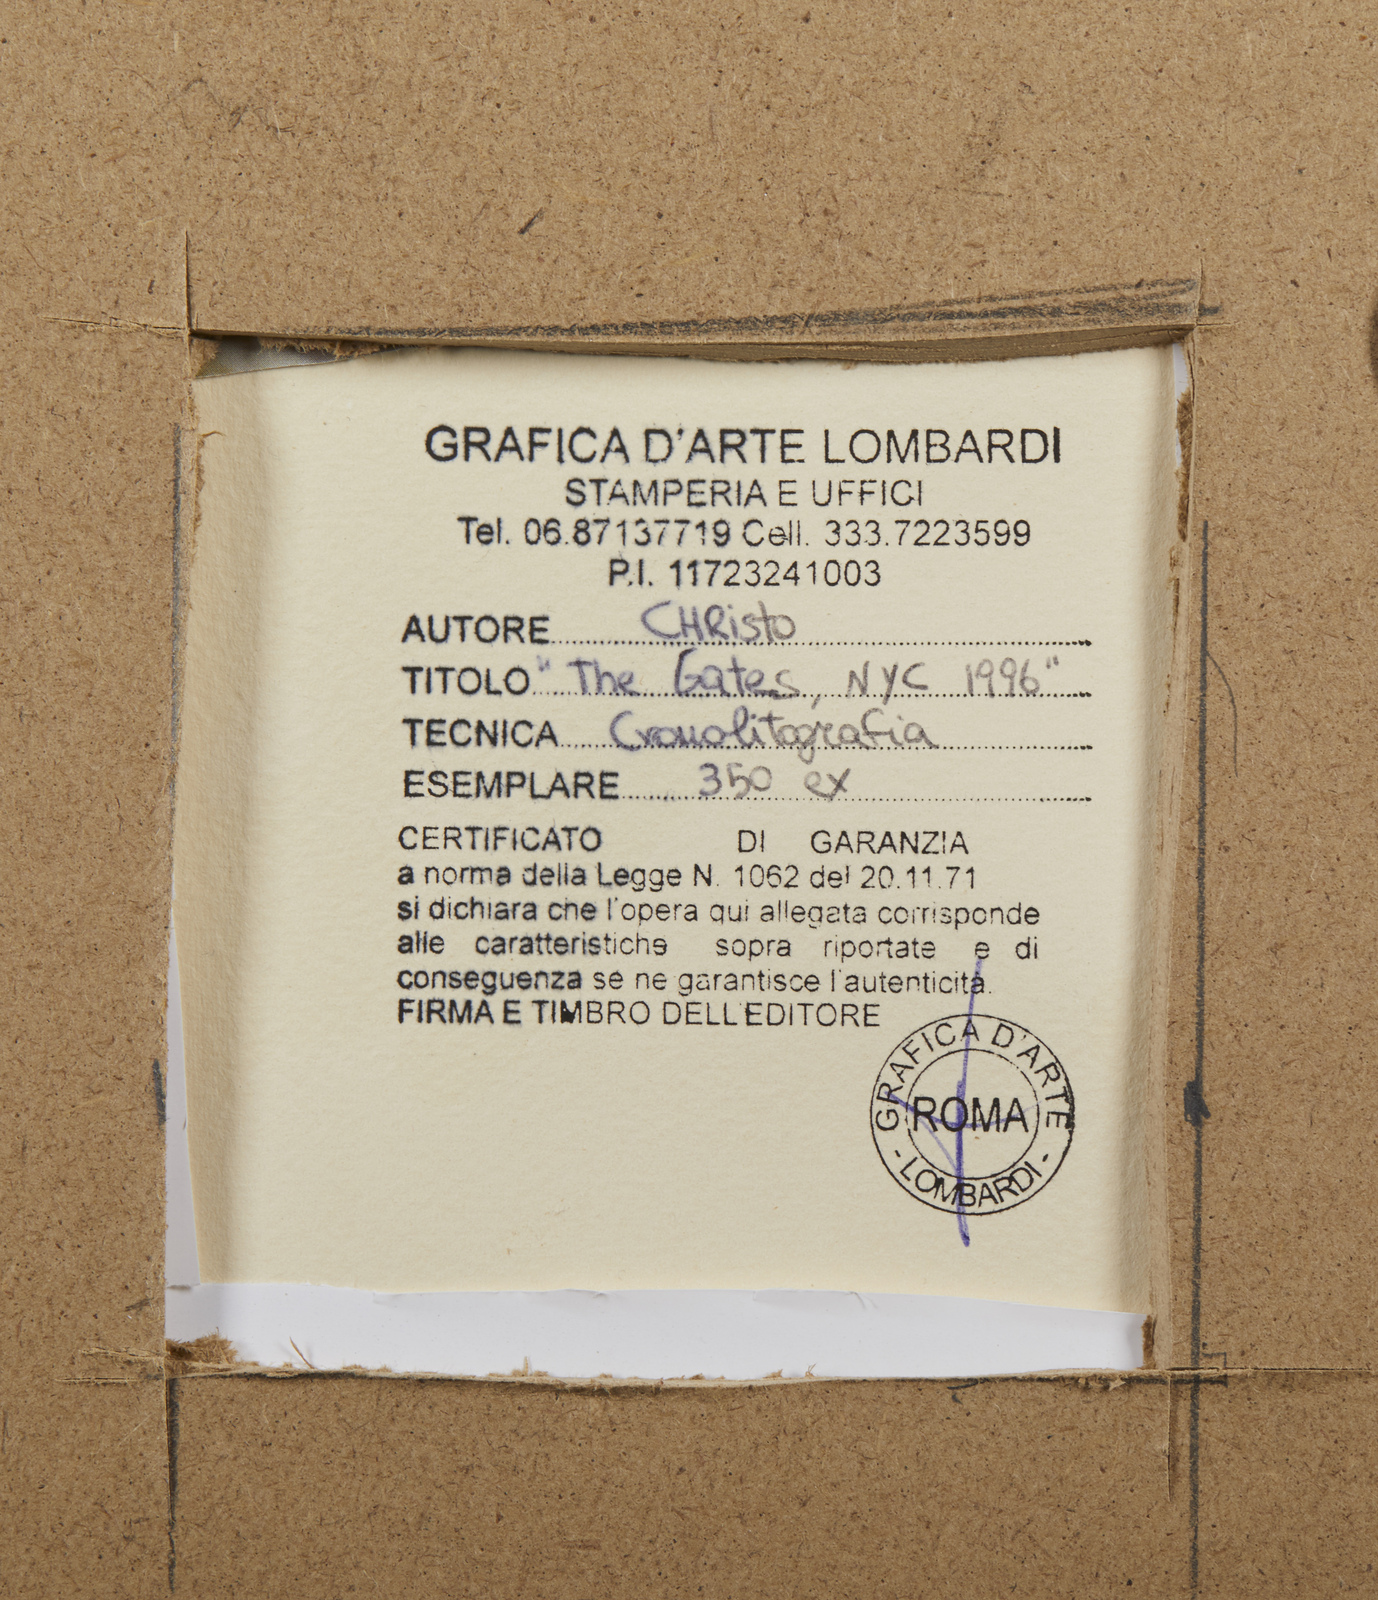 GRAFICA D'ARTE LOMBARDI
STAMPERIA E UFFICI
Tel. 06.87137719 Cell. 333.7223599
P.I. 11723241003
AUTORE CHRisto
TITOLO "The Gates, NYC 1996"
TECNICA Cromolitografia
ESEMPLARE 350 ex
CERTIFICATO DI GARANZIA
a norma della Legge N. 1062 del 20.11.71
si dichiara che l'opera qui allegata corrisponde
alle caratteristiche sopra riportate e di
conseguenza se ne garantisce l'autenticità.
FIRMA E TIMBRO DELL'EDITORE
GRAFICA D'ARTE
ROMA
- LOMBARDI -